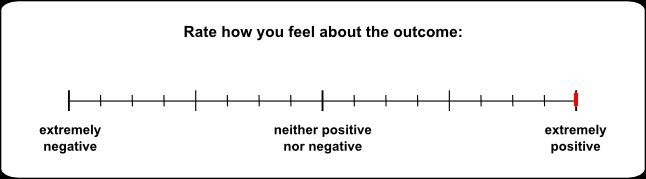 Rate how you feel about the outcome:
extremely
negative
neither positive
nor negative
extremely
positive